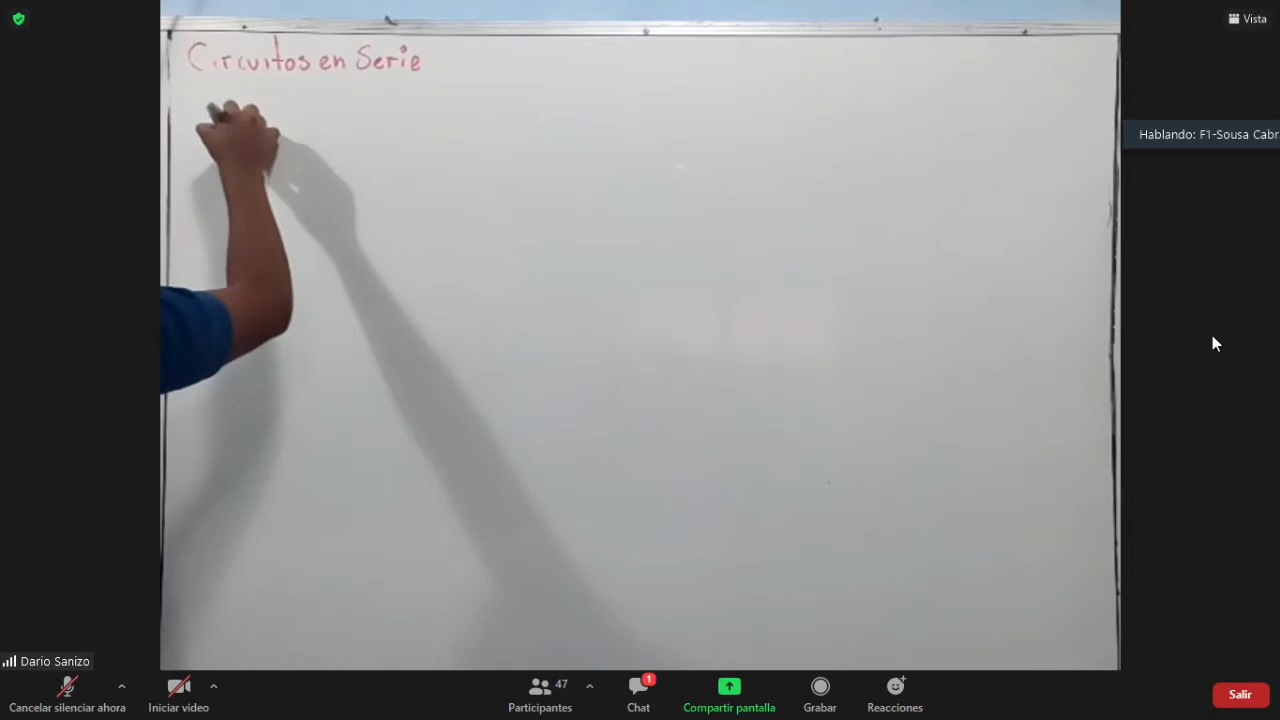 Vista
Circuitos en Serie
Hablando: F1-Sousa Cabr
Dario Sanizo
Cancelar silenciar ahora
Iniciar video
47
Participantes
1
Chat
Compartir pantalla
Grabar
Reacciones
Salir